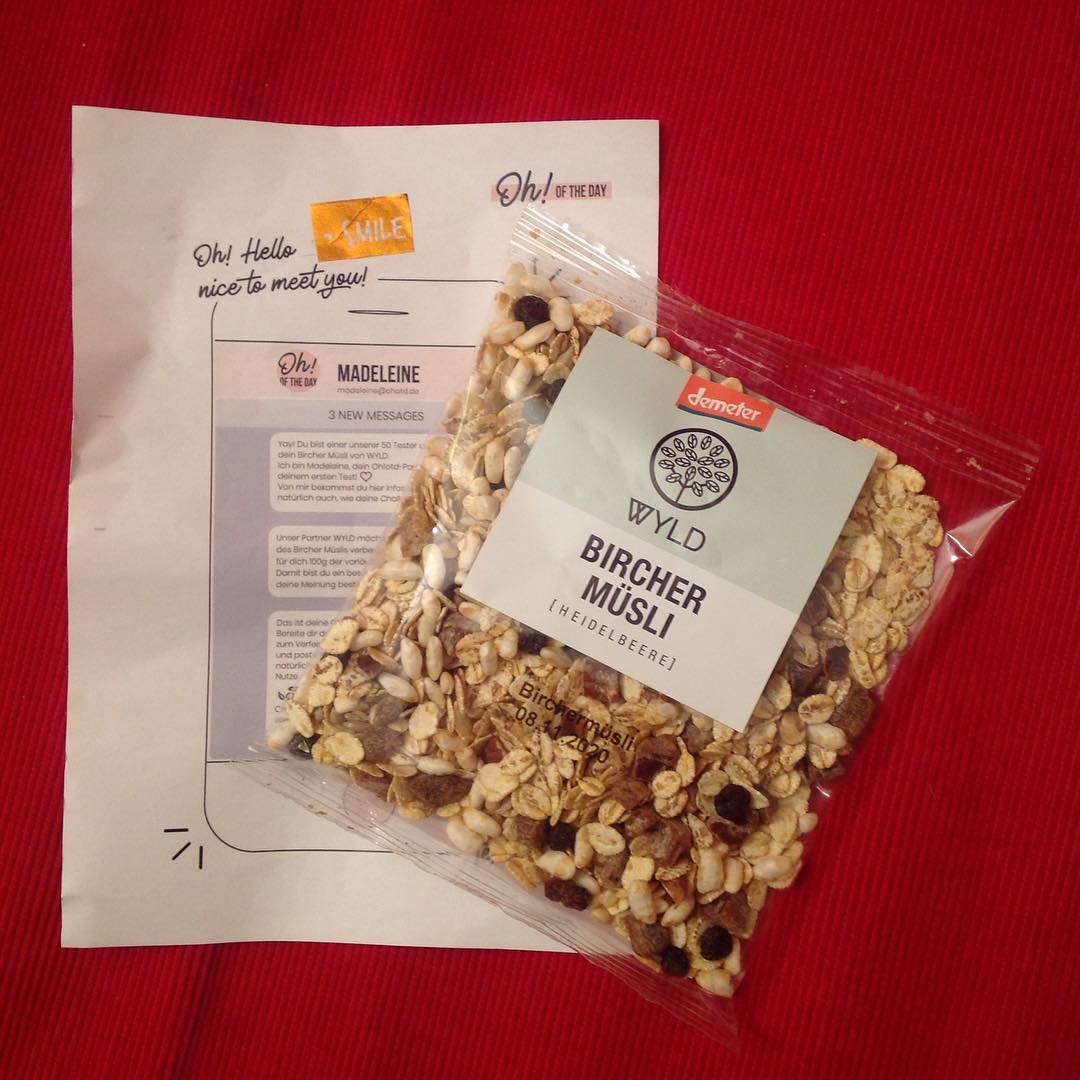 Oh! OF THE DAY
SMILE
Oh! Hello
nice to meet you!
Oh!
OF THE DAY
MADELEINE
madeleine@ohotd.de
3 NEW MESSAGES
Yay! Du bist einer unserer 50 Tester
dein Bircher Müsli von WYLD.
Ich bin Madeleine, dein Ohlotd-Pa
deinem ersten Test!
Von mir bekommst du hier Infos
natürlich auch, wie deine Chal
Unser Partner WYLD möch
des Bircher Müslis verbe
für dich 100g der vorlä
Damit bist du ein bes
deine Meinung best
Das ist deine
Bereite dir d
zum Verfei
und post
natürlich
Nutze
demeter
WYLD
BIRCHER
MÜSLI
[HEIDELBEERE]
Birchermüsli
08.11.2020